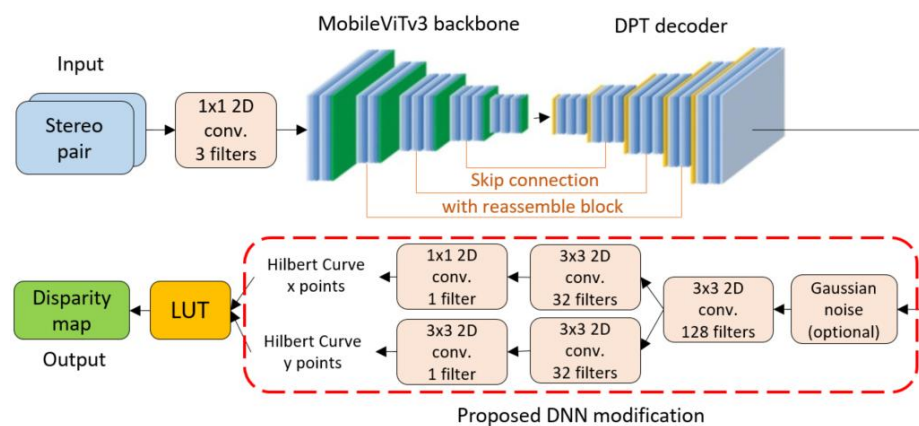 MobileViTv3 backbone
DPT decoder
Input
Stereo
pair
1x1 2D
conv.
3 filters
Skip connection
with reassemble block
Disparity
map
Output
LUT
Hilbert Curve
x points
Hilbert Curve
y points
1x1 2D
conv.
1 filter
3x3 2D
conv.
1 filter
3x3 2D
conv.
32 filters
3x3 2D
conv.
32 filters
3x3 2D
conv.
128 filters
Gaussian
noise
(optional)
Proposed DNN modification